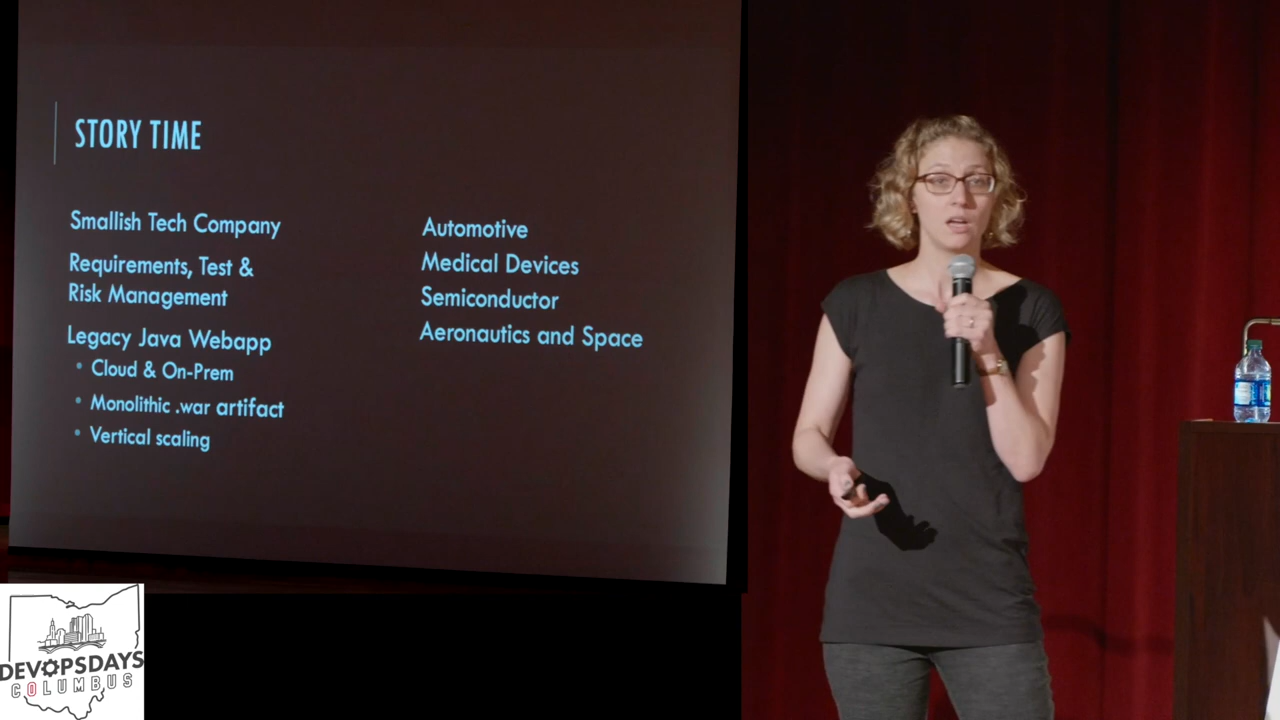 STORY TIME
Smallish Tech Company
Requirements, Test &
Risk Management
Legacy Java Webapp
Cloud & On-Prem
Monolithic .war artifact
Vertical scaling
Automotive
Medical Devices
Semiconductor
Aeronautics and Space
DEVOPSDAYS
COLUMBUS